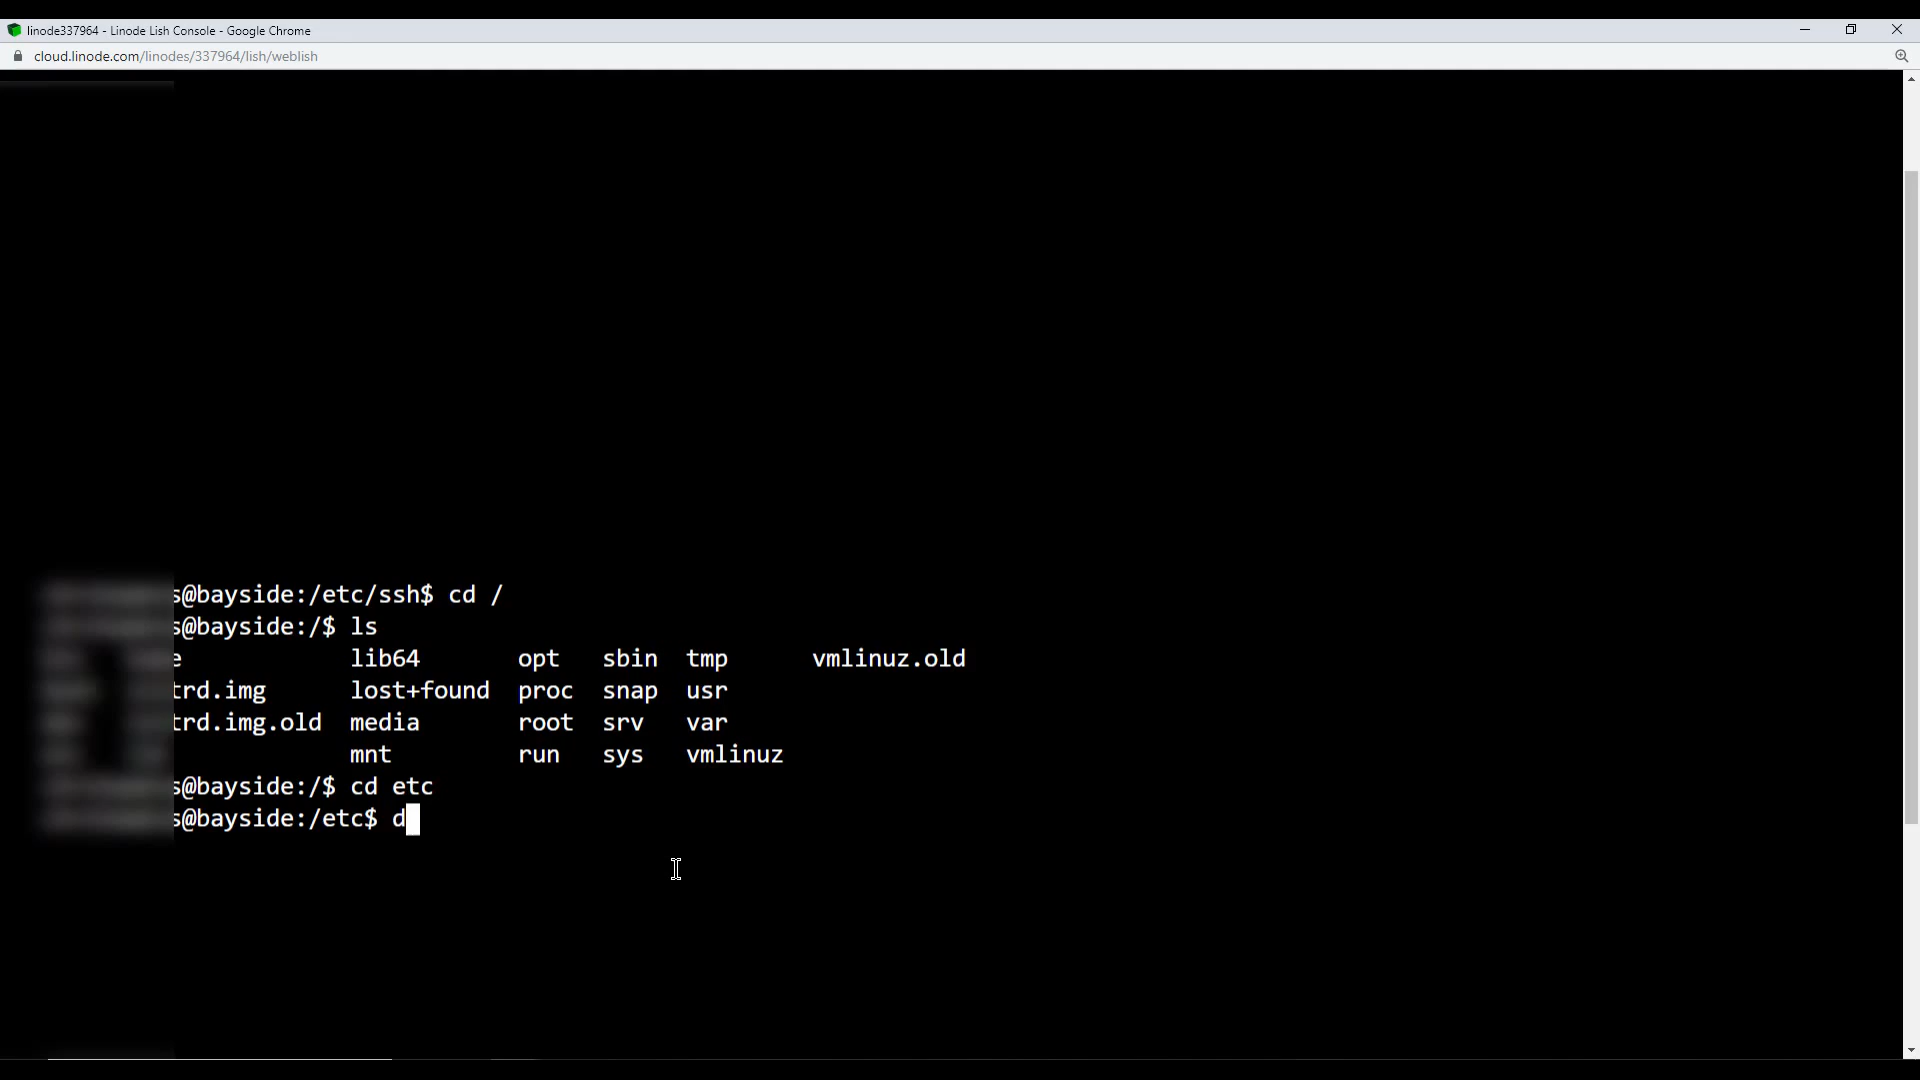 linode337964 - Linode Lish Console - Google Chrome
cloud.linode.com/linodes/337964/lish/weblish
s@bayside:/etc/ssh$ cd /
s@bayside:/$ ls
lib64 opt sbin tmp vmlinuz.old
trd.img lost+found proc snap usr
trd.img.old media root srv var
mnt run sys vmlinuz
s@bayside:/$ cd etc
s@bayside:/etc$ d